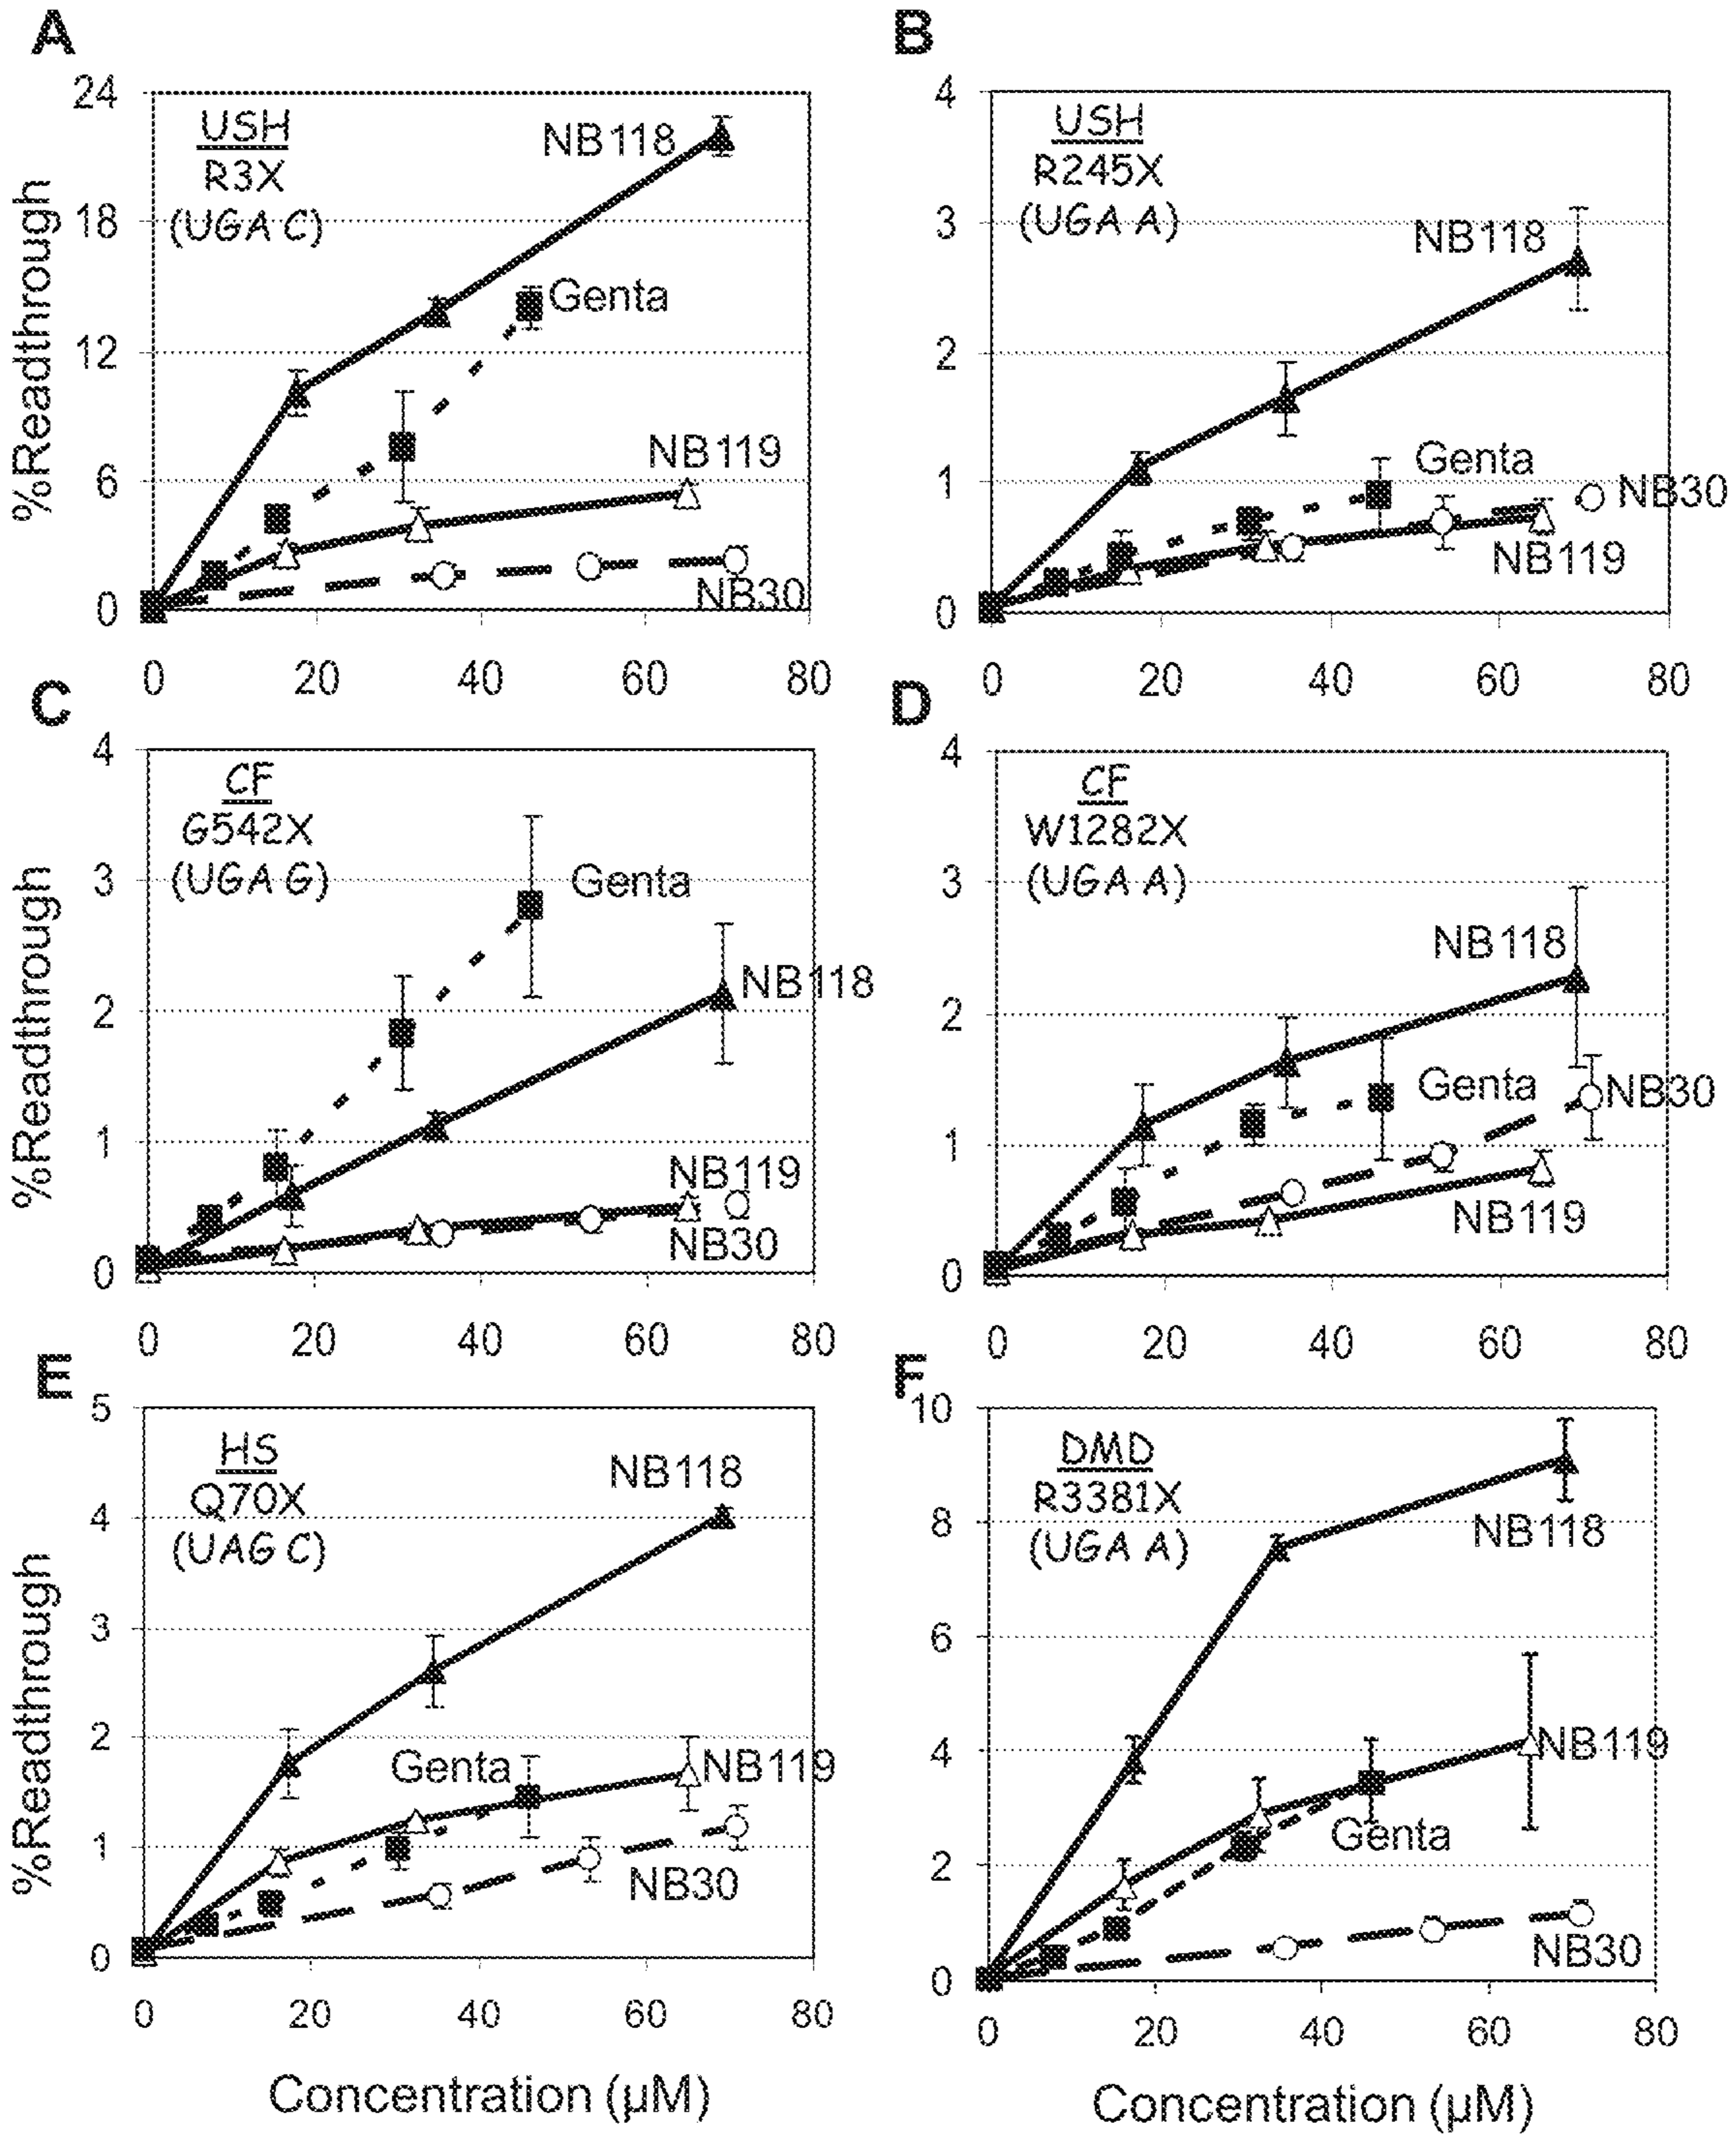 A
24
18
12
6
0
%Readthrough
USH
R3X
(UGA C)
NB118
Genta
NB119
NB30
0 20 40 60 80
B
4
3
2
1
0
USH
R245X
(UGA A)
NB118
Genta
NB30
NB119
0 20 40 60 80
C
4
3
2
1
0
%Readthrough
CF
G542X
(UGA G)
Genta
NB118
NB119
NB30
0 20 40 60 80
D
4
3
2
1
0
CF
W1282X
(UGA A)
NB118
Genta
NB30
NB119
0 20 40 60 80
E
5
4
3
2
1
0
%Readthrough
HS
Q70X
(UAG C)
NB118
Genta
NB119
NB30
0 20 40 60 80
Concentration (µM)
F
10
8
6
4
2
0
DMD
R3381X
(UGA A)
NB118
NB119
Genta
NB30
0 20 40 60 80
Concentration (µM)